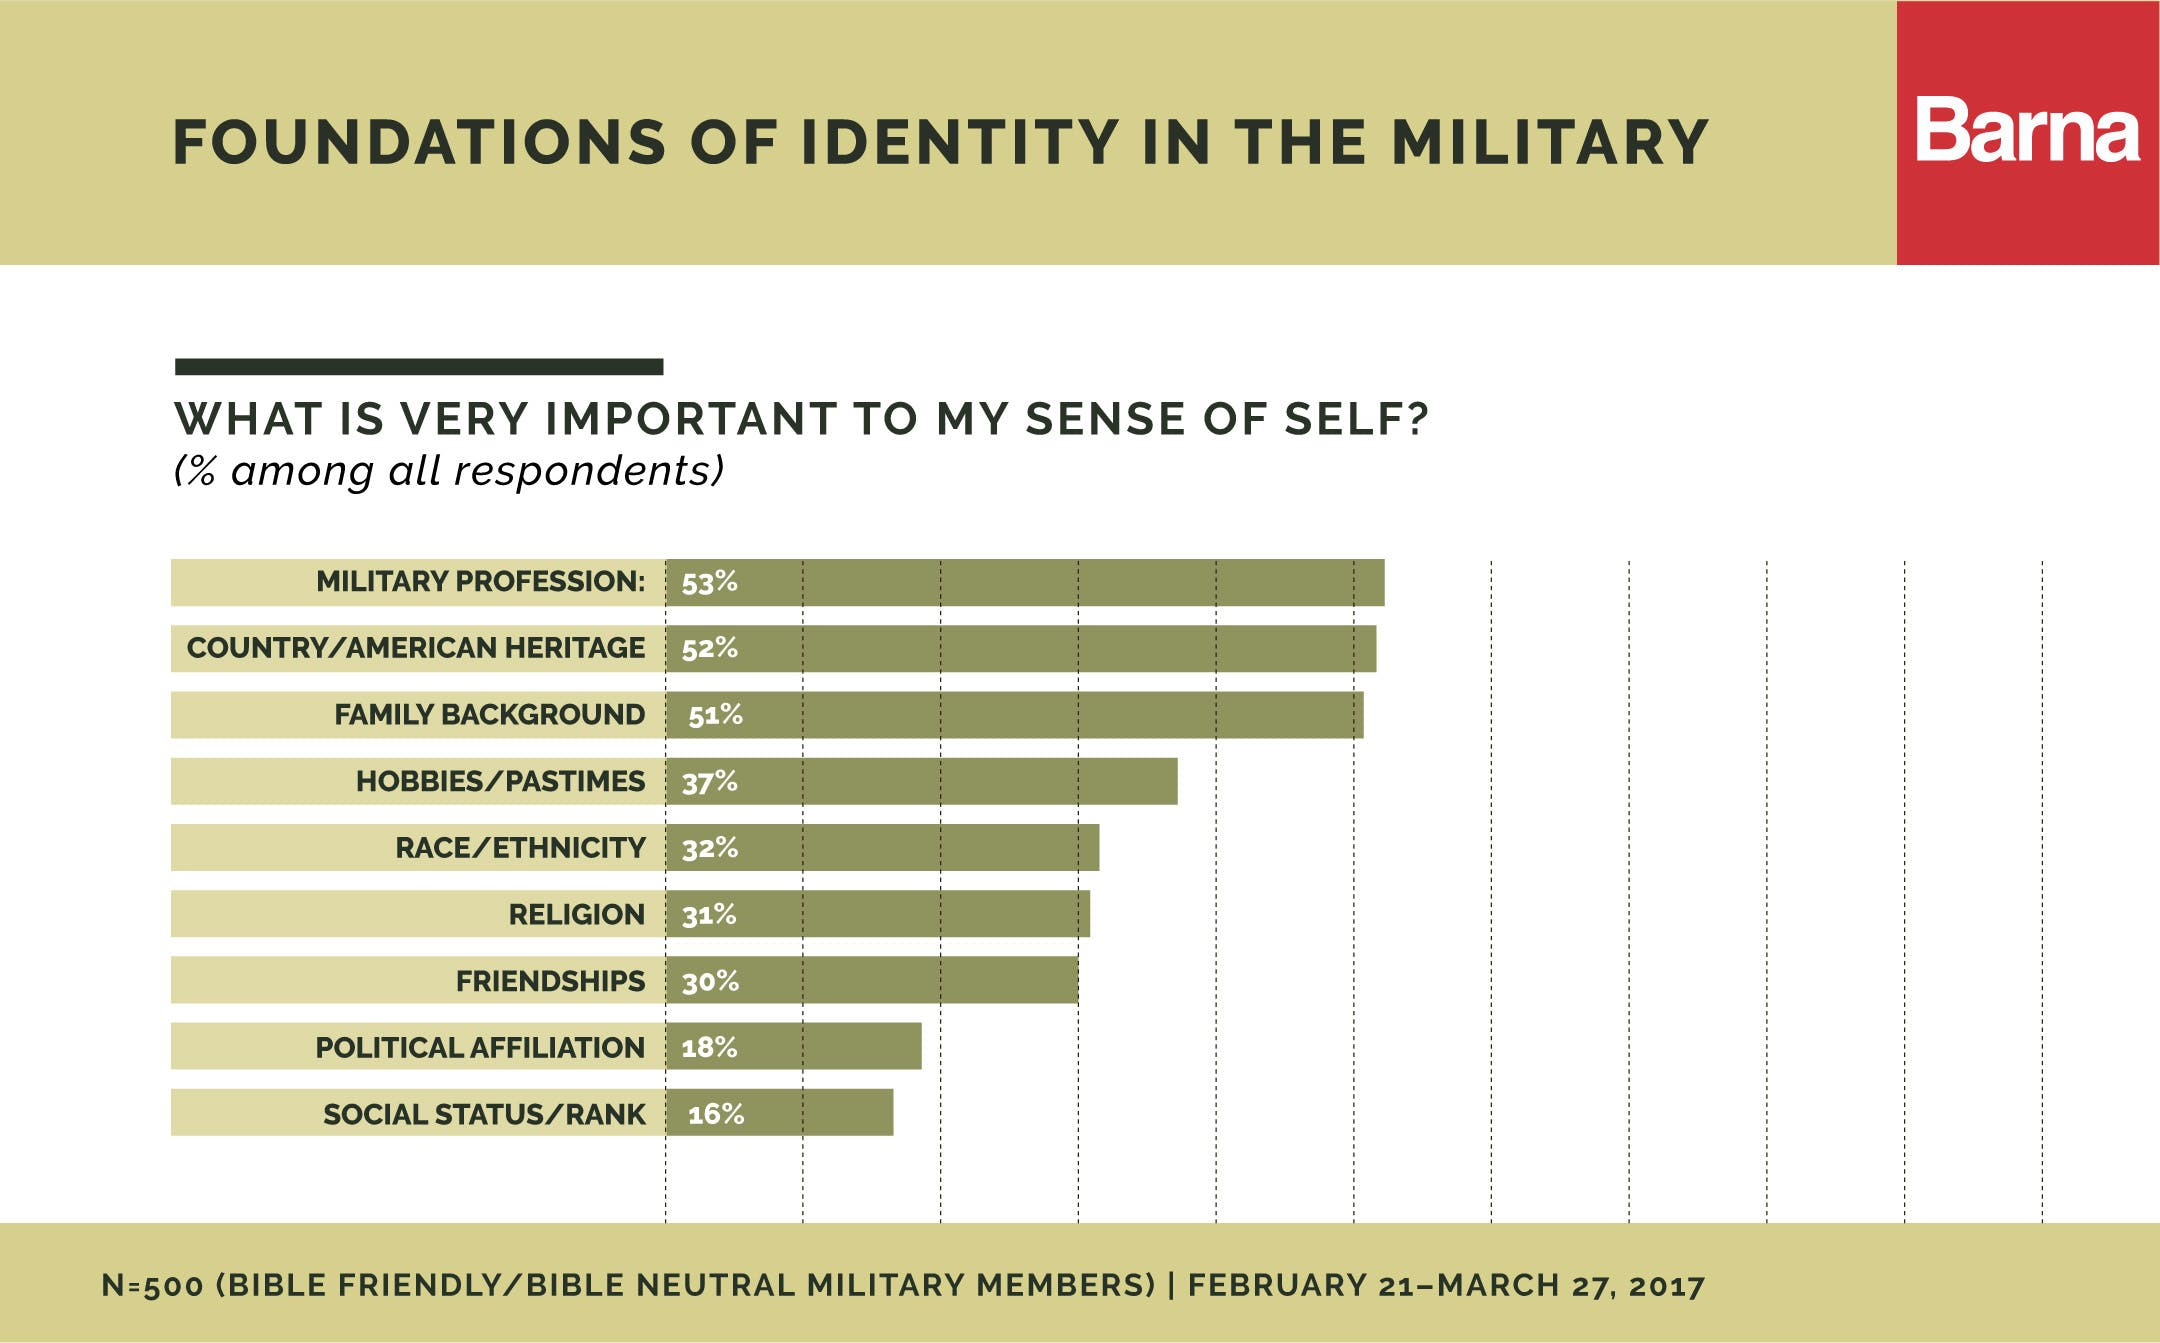 FOUNDATIONS OF IDENTITY IN THE MILITARY
Barna
WHAT IS VERY IMPORTANT TO MY SENSE OF SELF?
(% among all respondents)
MILITARY PROFESSION: 53%
COUNTRY/AMERICAN HERITAGE 52%
FAMILY BACKGROUND 51%
HOBBIES/PASTIMES 37%
RACE/ETHNICITY 32%
RELIGION 31%
FRIENDSHIPS 30%
POLITICAL AFFILIATION 18%
SOCIAL STATUS/RANK 16%
N=500 (BIBLE FRIENDLY/BIBLE NEUTRAL MILITARY MEMBERS) | FEBRUARY 21–MARCH 27, 2017